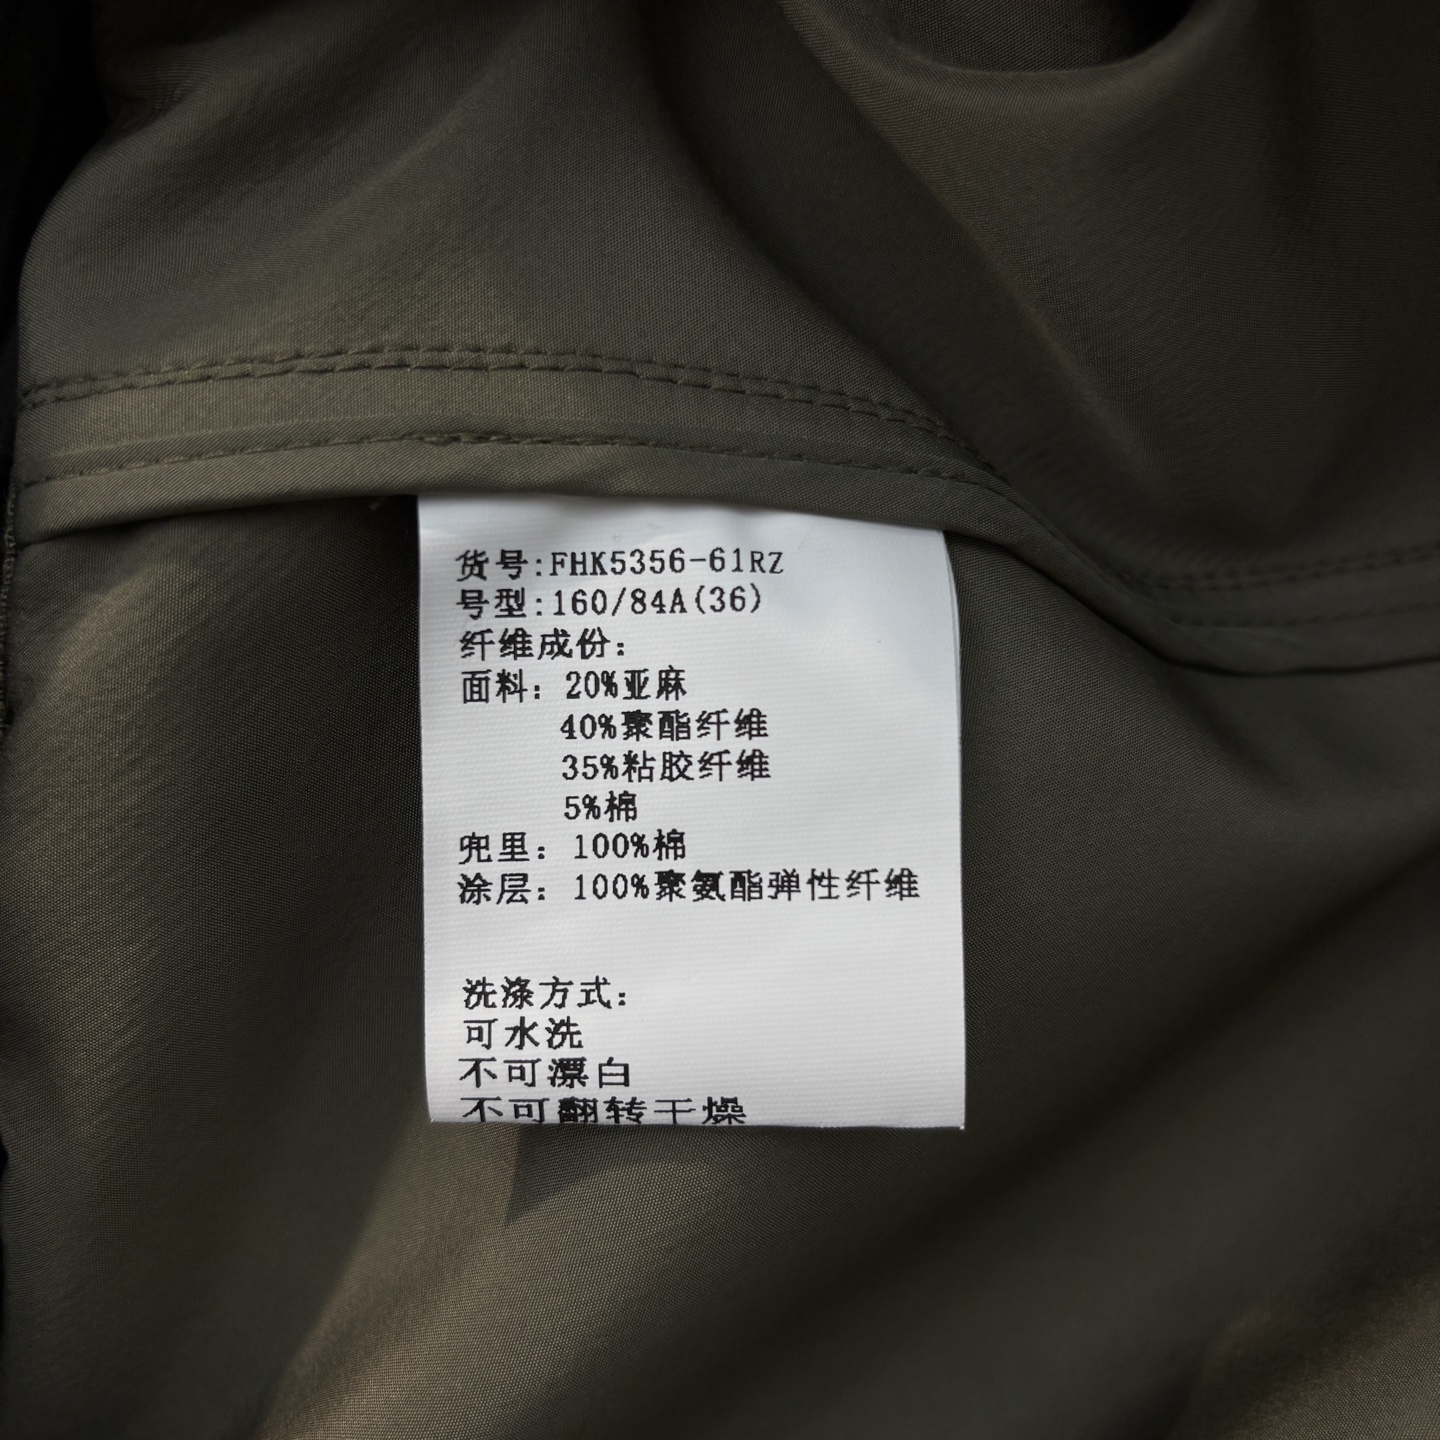 货号:FHK5356-61RZ
号型:160/84A(36)
纤维成份：
面料：20%亚麻
40%聚酯纤维
35%粘胶纤维
5%棉
兜里：100%棉
涂层：100%聚氨酯弹性纤维
洗涤方式：
可水洗
不可漂白
不可翻转干燥